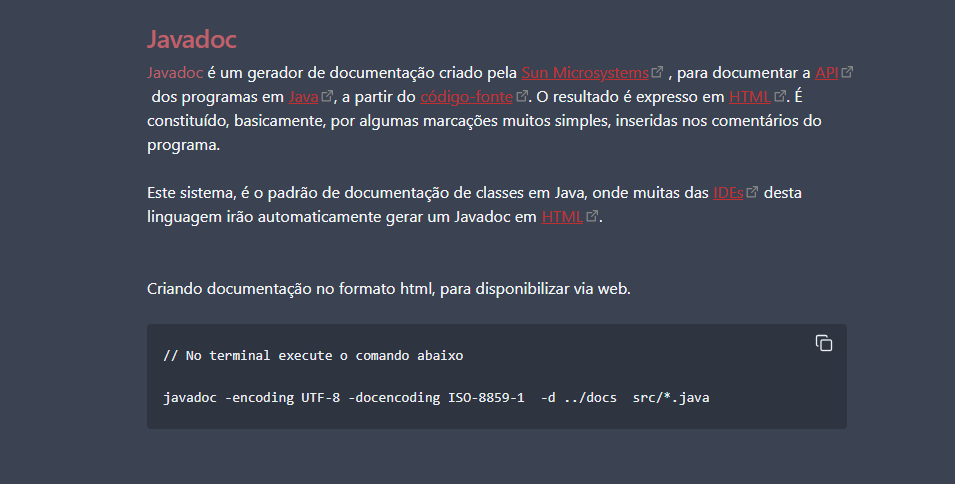 Javadoc
Javadoc é um gerador de documentação criado pela Sun Microsystems , para documentar a API
dos programas em Java, a partir do código-fonte. O resultado é expresso em HTML. É
constituído, basicamente, por algumas marcações muitos simples, inseridas nos comentários do
programa.
Este sistema, é o padrão de documentação de classes em Java, onde muitas das IDEs desta
linguagem irão automaticamente gerar um Javadoc em HTML.
Criando documentação no formato html, para disponibilizar via web.
// No terminal execute o comando abaixo
javadoc -encoding UTF-8 -docencoding ISO-8859-1  -d ../docs  src/*.java